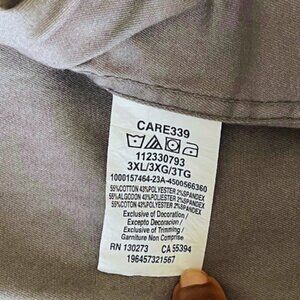 CARE339
112330793
3XL/3XG/3TG
1000157464-23A-4500566360
55%COTTON 43%POLYESTER 2%SPANDEX
55%ALGODON 43%POLYESTER 2%SPANDEX
55%COTON 43%POLYESTER 2%SPANDEX
Exclusive of Decoration/
Excepto Decoracion/
Exclusive of Trimming/
Garniture Non Comprise
RN 130273 CA 55394
196457321567